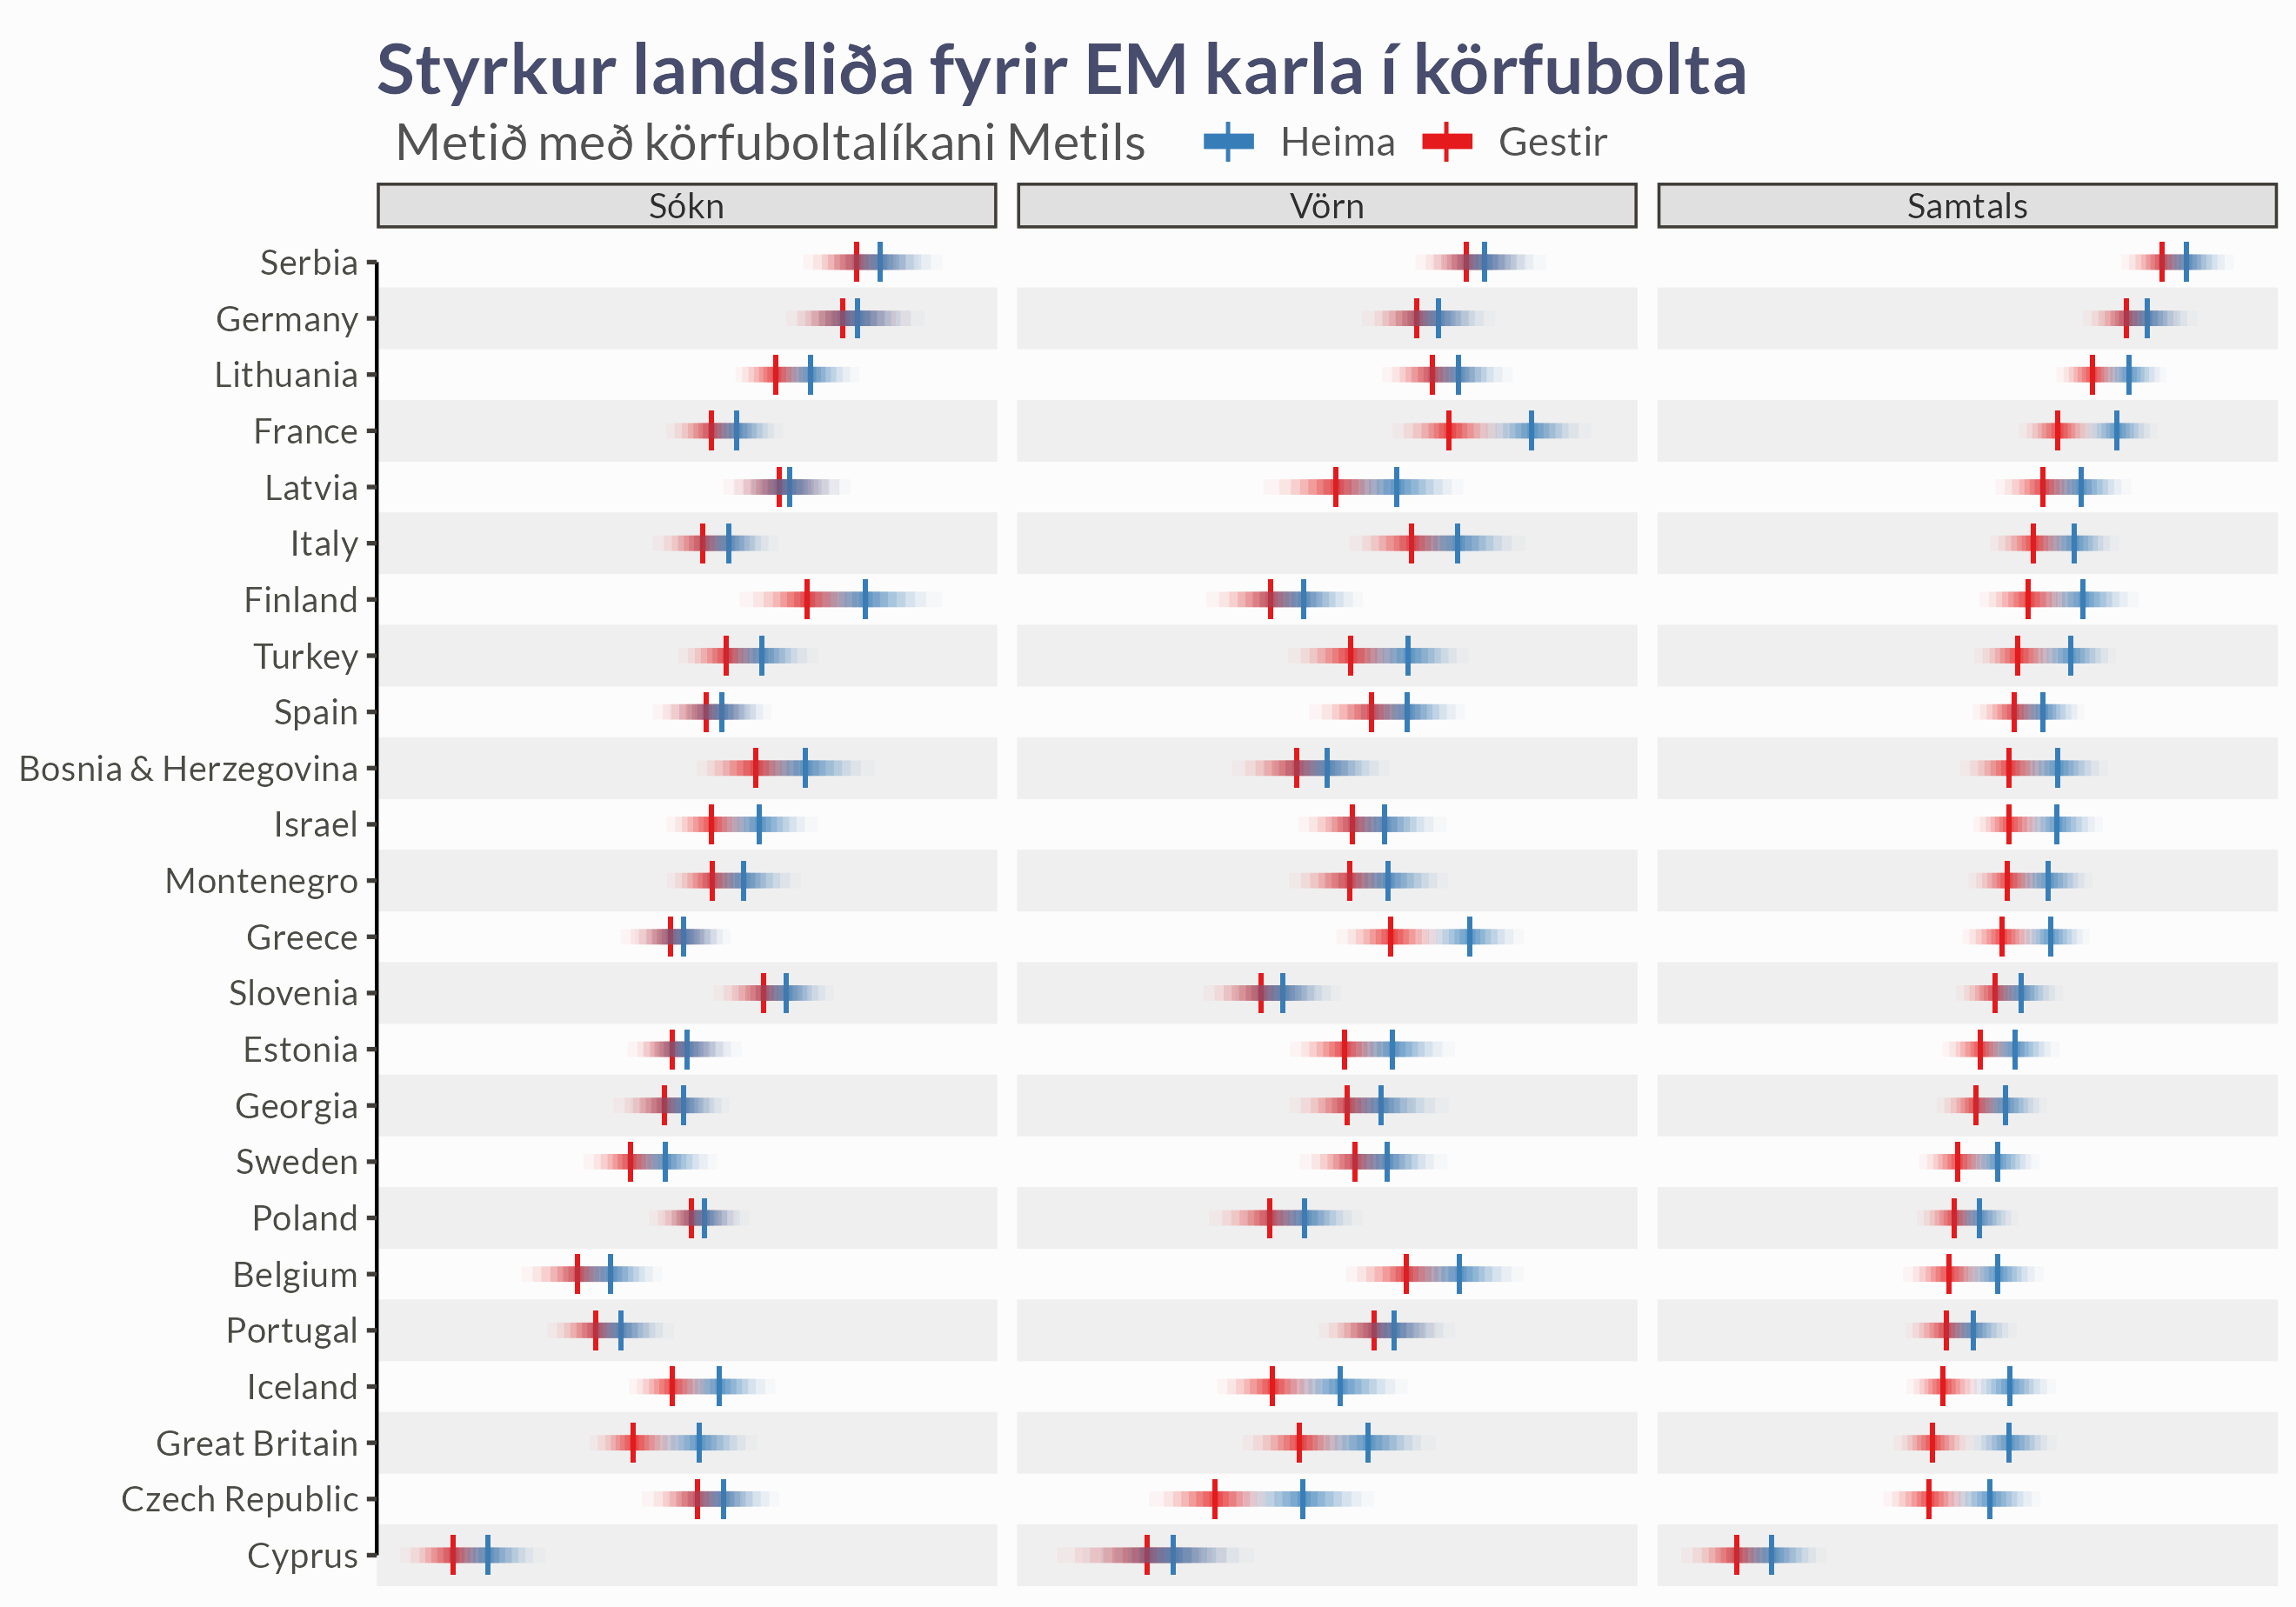 Styrkur landsliða fyrir EM karla í körfubolta
Metið með körfuboltalíkani Metils Heima Gestir
Sókn Vörn Samtals
Serbia
Germany
Lithuania
France
Latvia
Italy
Finland
Turkey
Spain
Bosnia & Herzegovina
Israel
Montenegro
Greece
Slovenia
Estonia
Georgia
Sweden
Poland
Belgium
Portugal
Iceland
Great Britain
Czech Republic
Cyprus